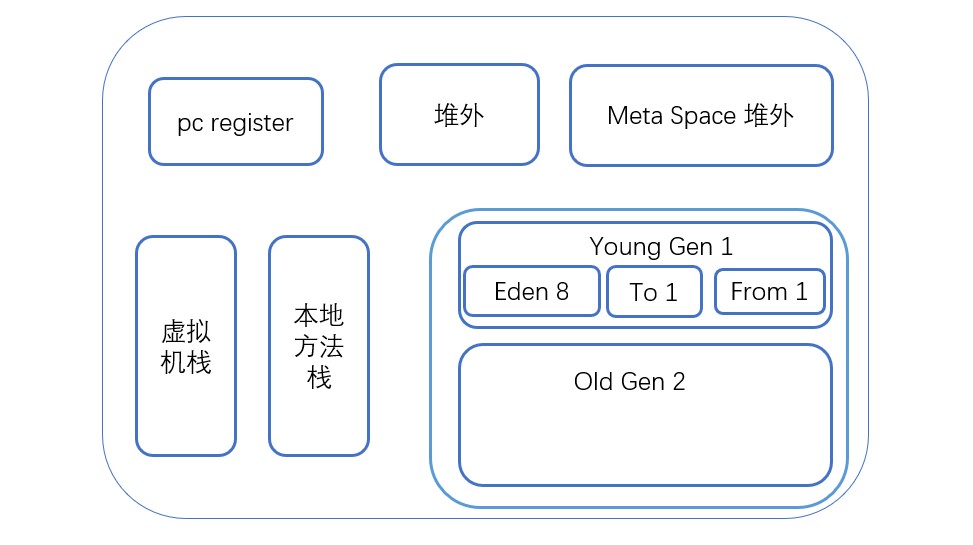 pc register
堆外
Meta Space 堆外
虚拟
机栈
本地
方法
栈
Young Gen 1
Eden 8
To 1
From 1
Old Gen 2